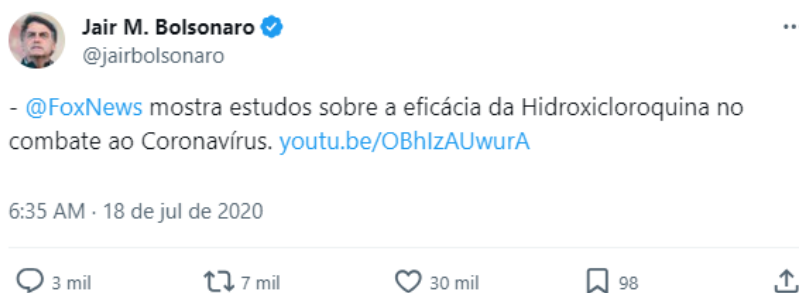 Jair M. Bolsonaro
@jairbolsonaro
- @FoxNews mostra estudos sobre a eficácia da Hidroxicloroquina no
combate ao Coronavírus. youtu.be/OBhIzAUwurA
6:35 AM · 18 de jul de 2020
3 mil 7 mil 30 mil 98